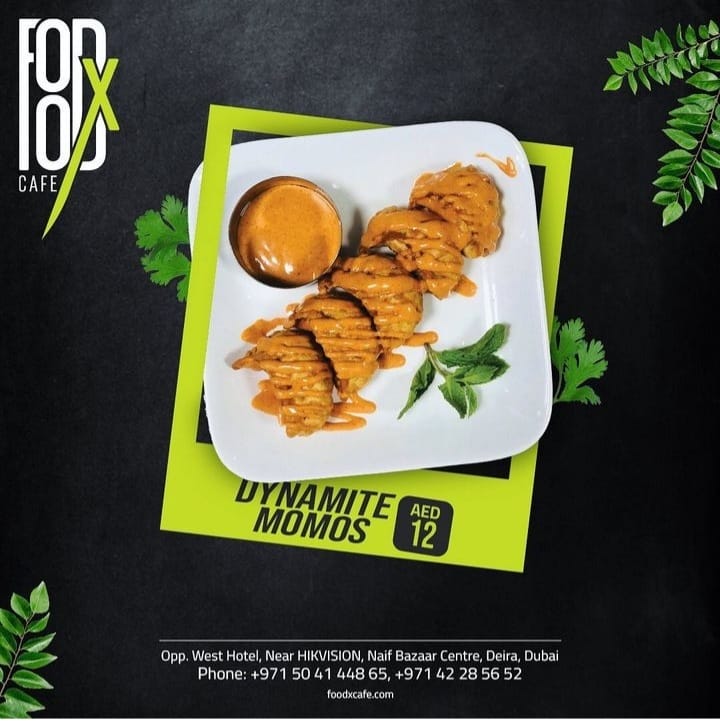 FOOD X
CAFE
DYNAMITE
MOMOS
AED
12
Opp. West Hotel, Near HIKVISION, Naif Bazaar Centre, Deira, Dubai
Phone: +971 50 41 448 65, +971 42 28 56 52
foodxcafe.com